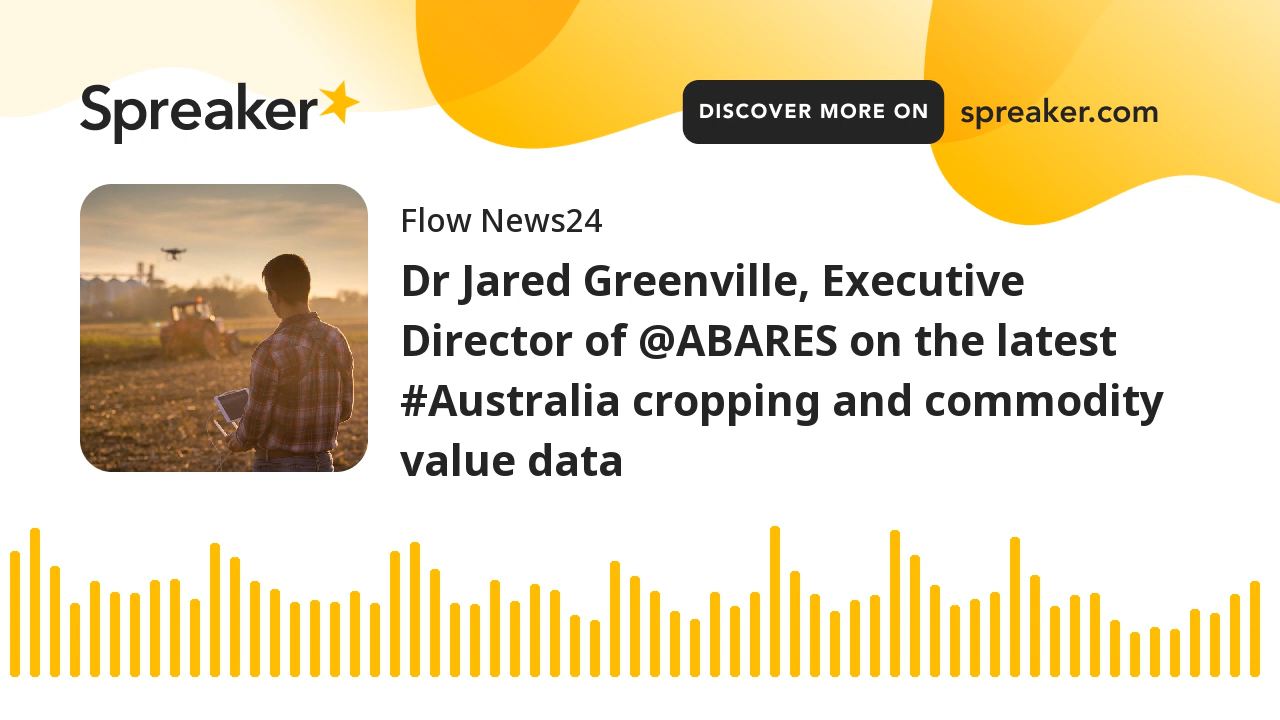 Spreaker
DISCOVER MORE ON spreaker.com
Flow News24
Dr Jared Greenville, Executive
Director of @ABARES on the latest
#Australia cropping and commodity
value data